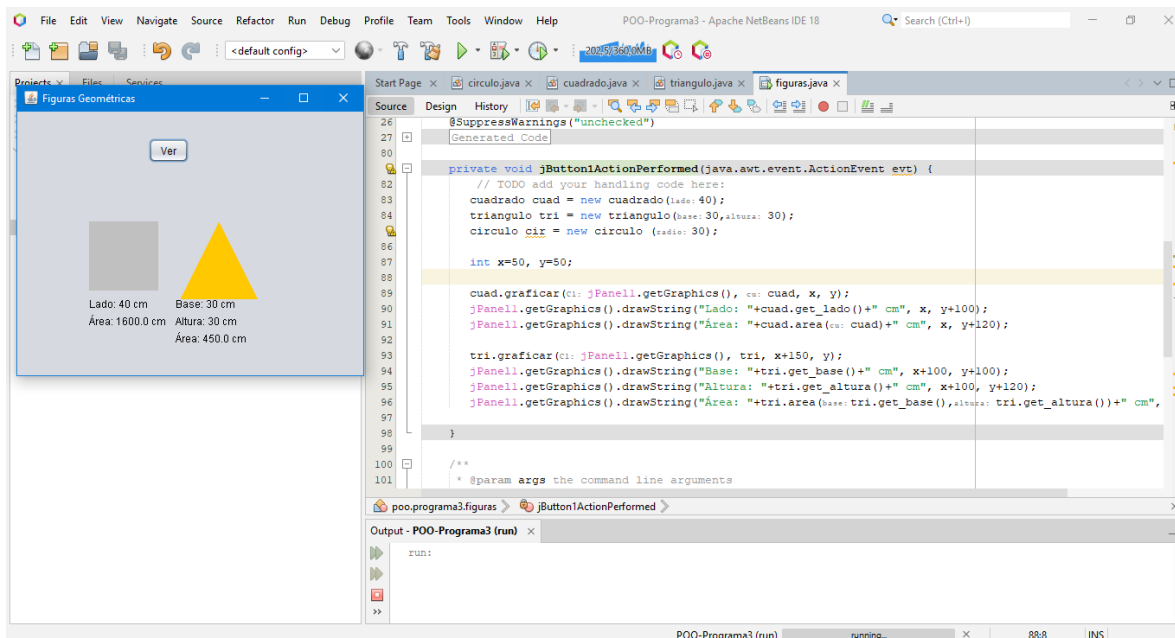 File Edit View Navigate Source Refactor Run Debug Profile Team Tools Window Help POO-Programa3 - Apache NetBeans IDE 18 Search (Ctrl+I)
<default config> 202,5/360,0MB
Projects Files Services
Start Page circulo.java cuadrado.java triangulo.java figuras.java
Figuras Geométricas
Ver
Lado: 40 cm Base: 30 cm
Área: 1600.0 cm Altura: 30 cm
Área: 450.0 cm
Source Design History
26 @SuppressWarnings("unchecked")
27 Generated Code
80
private void jButton1ActionPerformed(java.awt.event.ActionEvent evt) {
82 // TODO add your handling code here:
83 cuadrado cuad = new cuadrado(lado: 40);
84 triangulo tri = new triangulo(base: 30,altura: 30);
circulo cir = new circulo (radio: 30);
86
87 int x=50, y=50;
88
89 cuad.graficar(Cl: jPanel1.getGraphics(), cu: cuad, x, y);
90 jPanel1.getGraphics().drawString("Lado: "+cuad.get_lado()+" cm", x, y+100);
91 jPanel1.getGraphics().drawString("Área: "+cuad.area(cu: cuad)+" cm", x, y+120);
92
93 tri.graficar(Cl: jPanel1.getGraphics(), tri, x+150, y);
94 jPanel1.getGraphics().drawString("Base: "+tri.get_base()+" cm", x+100, y+100);
95 jPanel1.getGraphics().drawString("Altura: "+tri.get_altura()+" cm", x+100, y+120);
96 jPanel1.getGraphics().drawString("Área: "+tri.area(base: tri.get_base(),altura: tri.get_altura())+" cm",
97
98 }
99
100 /**
101 * @param args the command line arguments
poo.programa3.figuras jButton1ActionPerformed
Output - POO-Programa3 (run)
run:
POO-Programa3 (run) running... 88:8 INS